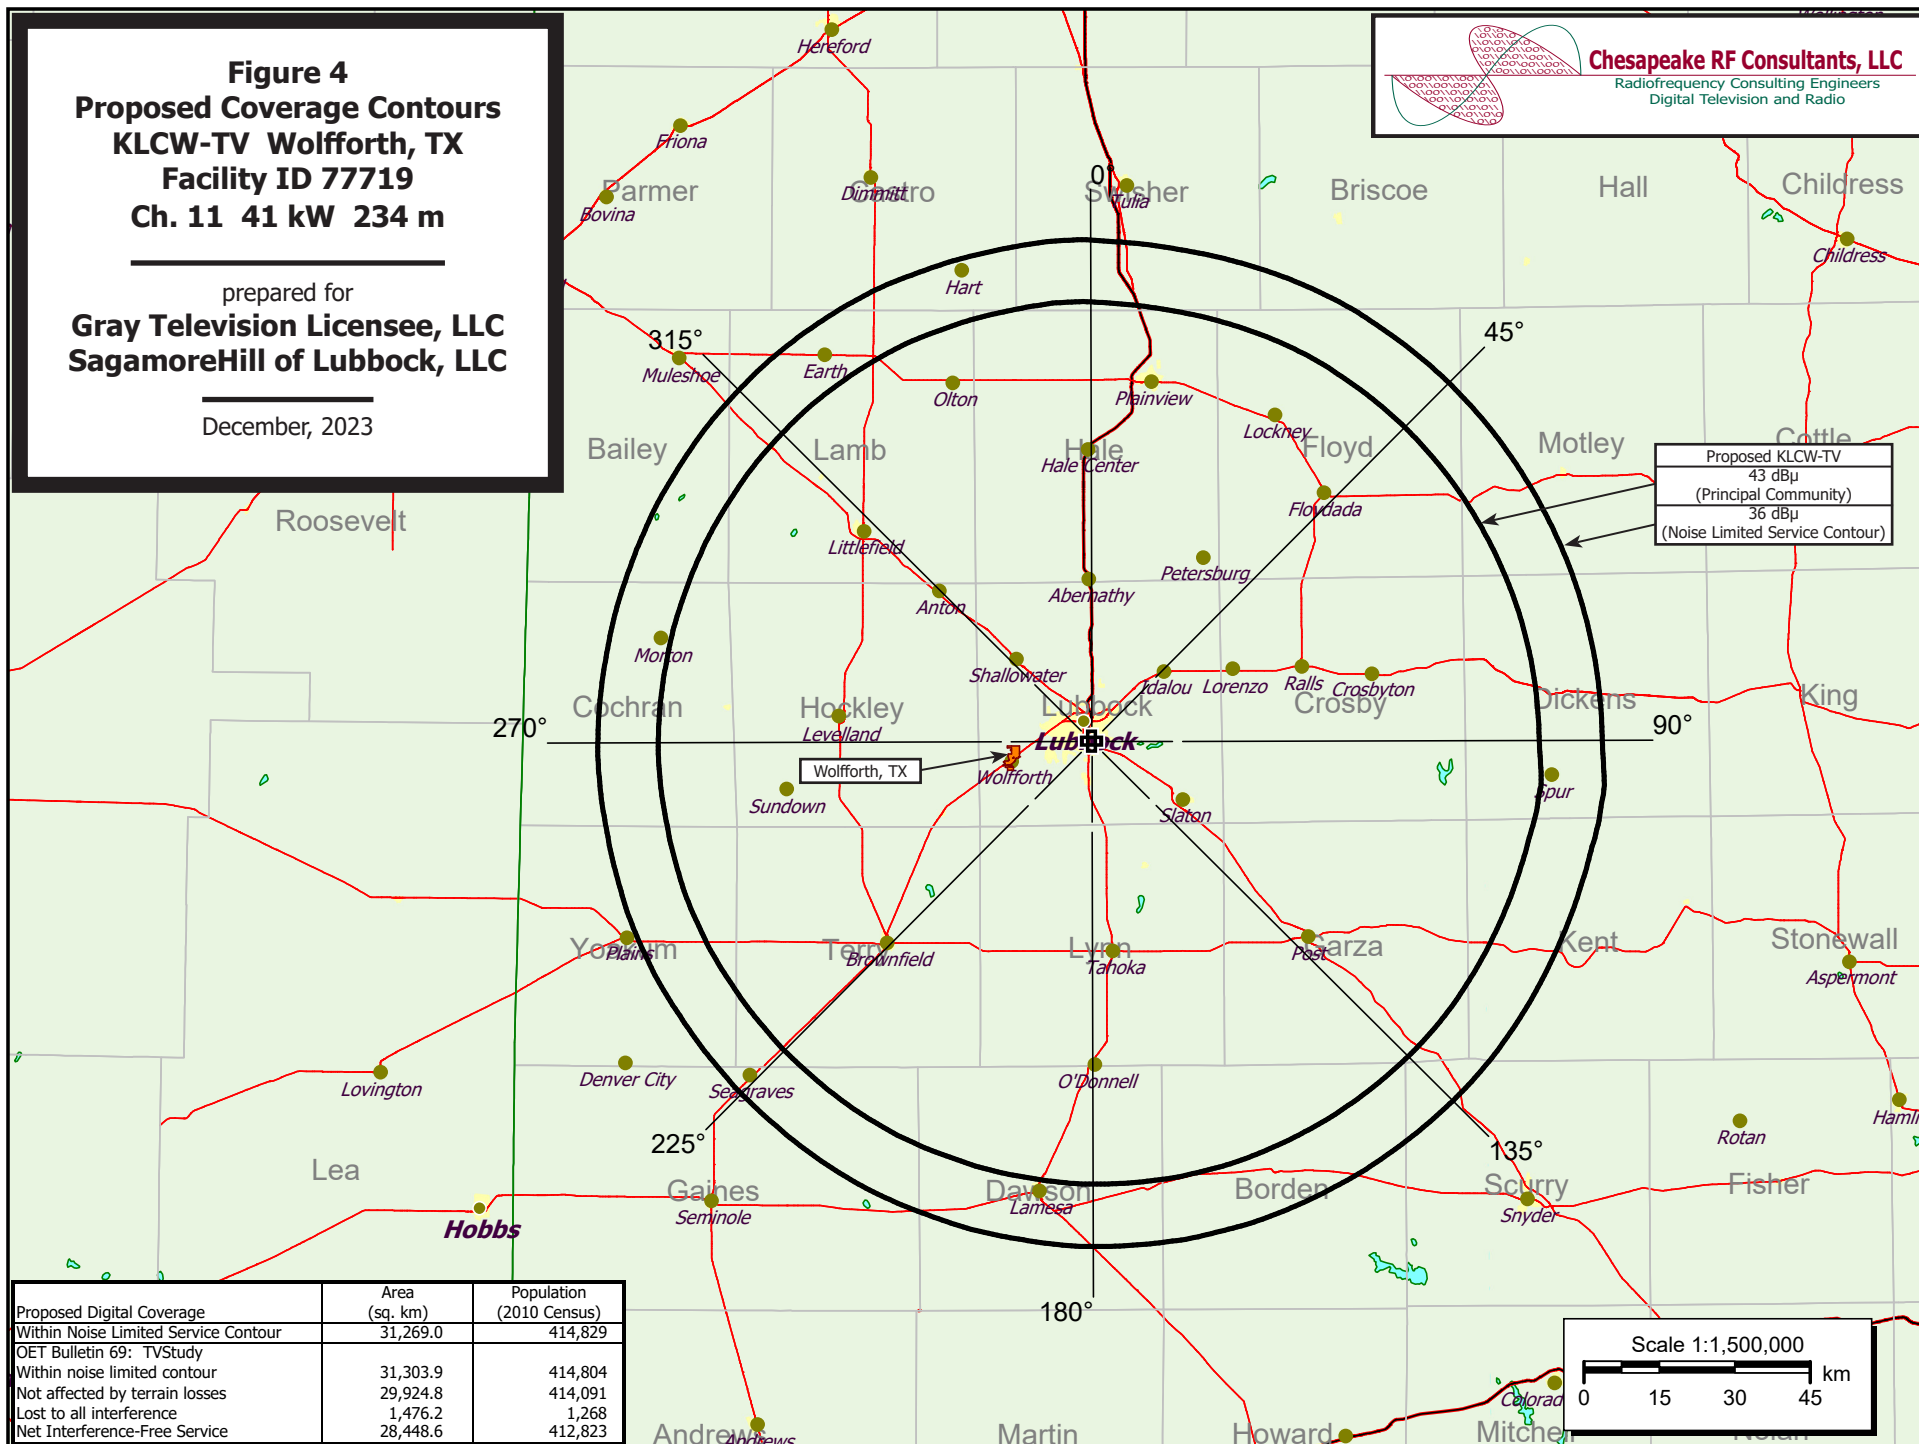 Figure 4
Proposed Coverage Contours
KLCW-TV Wolfforth, TX
Facility ID 77719
Ch. 11 41 kW 234 m
prepared for
Gray Television Licensee, LLC
SagamoreHill of Lubbock, LLC
December, 2023
Chesapeake RF Consultants, LLC
Radiofrequency Consulting Engineers
Digital Television and Radio
Hereford
Friona
Parmer
Bovina
Castro
Dimmitt
0°
Swisher
Tulia
Briscoe
Hall
Childress
Childress
Hart
315°
45°
Muleshoe
Earth
Olton
Plainview
Lockney
Bailey
Lamb
Hale
Hale Center
Floyd
Motley
Cottle
Proposed KLCW-TV
43 dBµ
(Principal Community)
36 dBµ
(Noise Limited Service Contour)
Roosevelt
Floydada
Littlefield
Petersburg
Anton
Abernathy
Morton
Shallowater
Idalou
Lorenzo
Ralls
Crosbyton
Cochran
Hockley
Levelland
Lubbock
Crosby
Dickens
King
270°
90°
Lubbock
Wolfforth, TX
Wolfforth
Sundown
Slaton
Spur
Yoakum
Plains
Terry
Brownfield
Lynn
Tahoka
Garza
Post
Kent
Stonewall
Aspermont
Lovington
Denver City
Seagraves
O'Donnell
225°
135°
Rotan
Hamli
Lea
Gaines
Seminole
Dawson
Lamesa
Borden
Scurry
Snyder
Fisher
Hobbs
180°
Proposed Digital Coverage Area (sq. km) Population (2010 Census)
Within Noise Limited Service Contour 31,269.0 414,829
OET Bulletin 69: TVStudy
Within noise limited contour 31,303.9 414,804
Not affected by terrain losses 29,924.8 414,091
Lost to all interference 1,476.2 1,268
Net Interference-Free Service 28,448.6 412,823
Scale 1:1,500,000
km
0 15 30 45
Colorad
Andrews
Andrews
Martin
Howard
Mitchell
Nolan